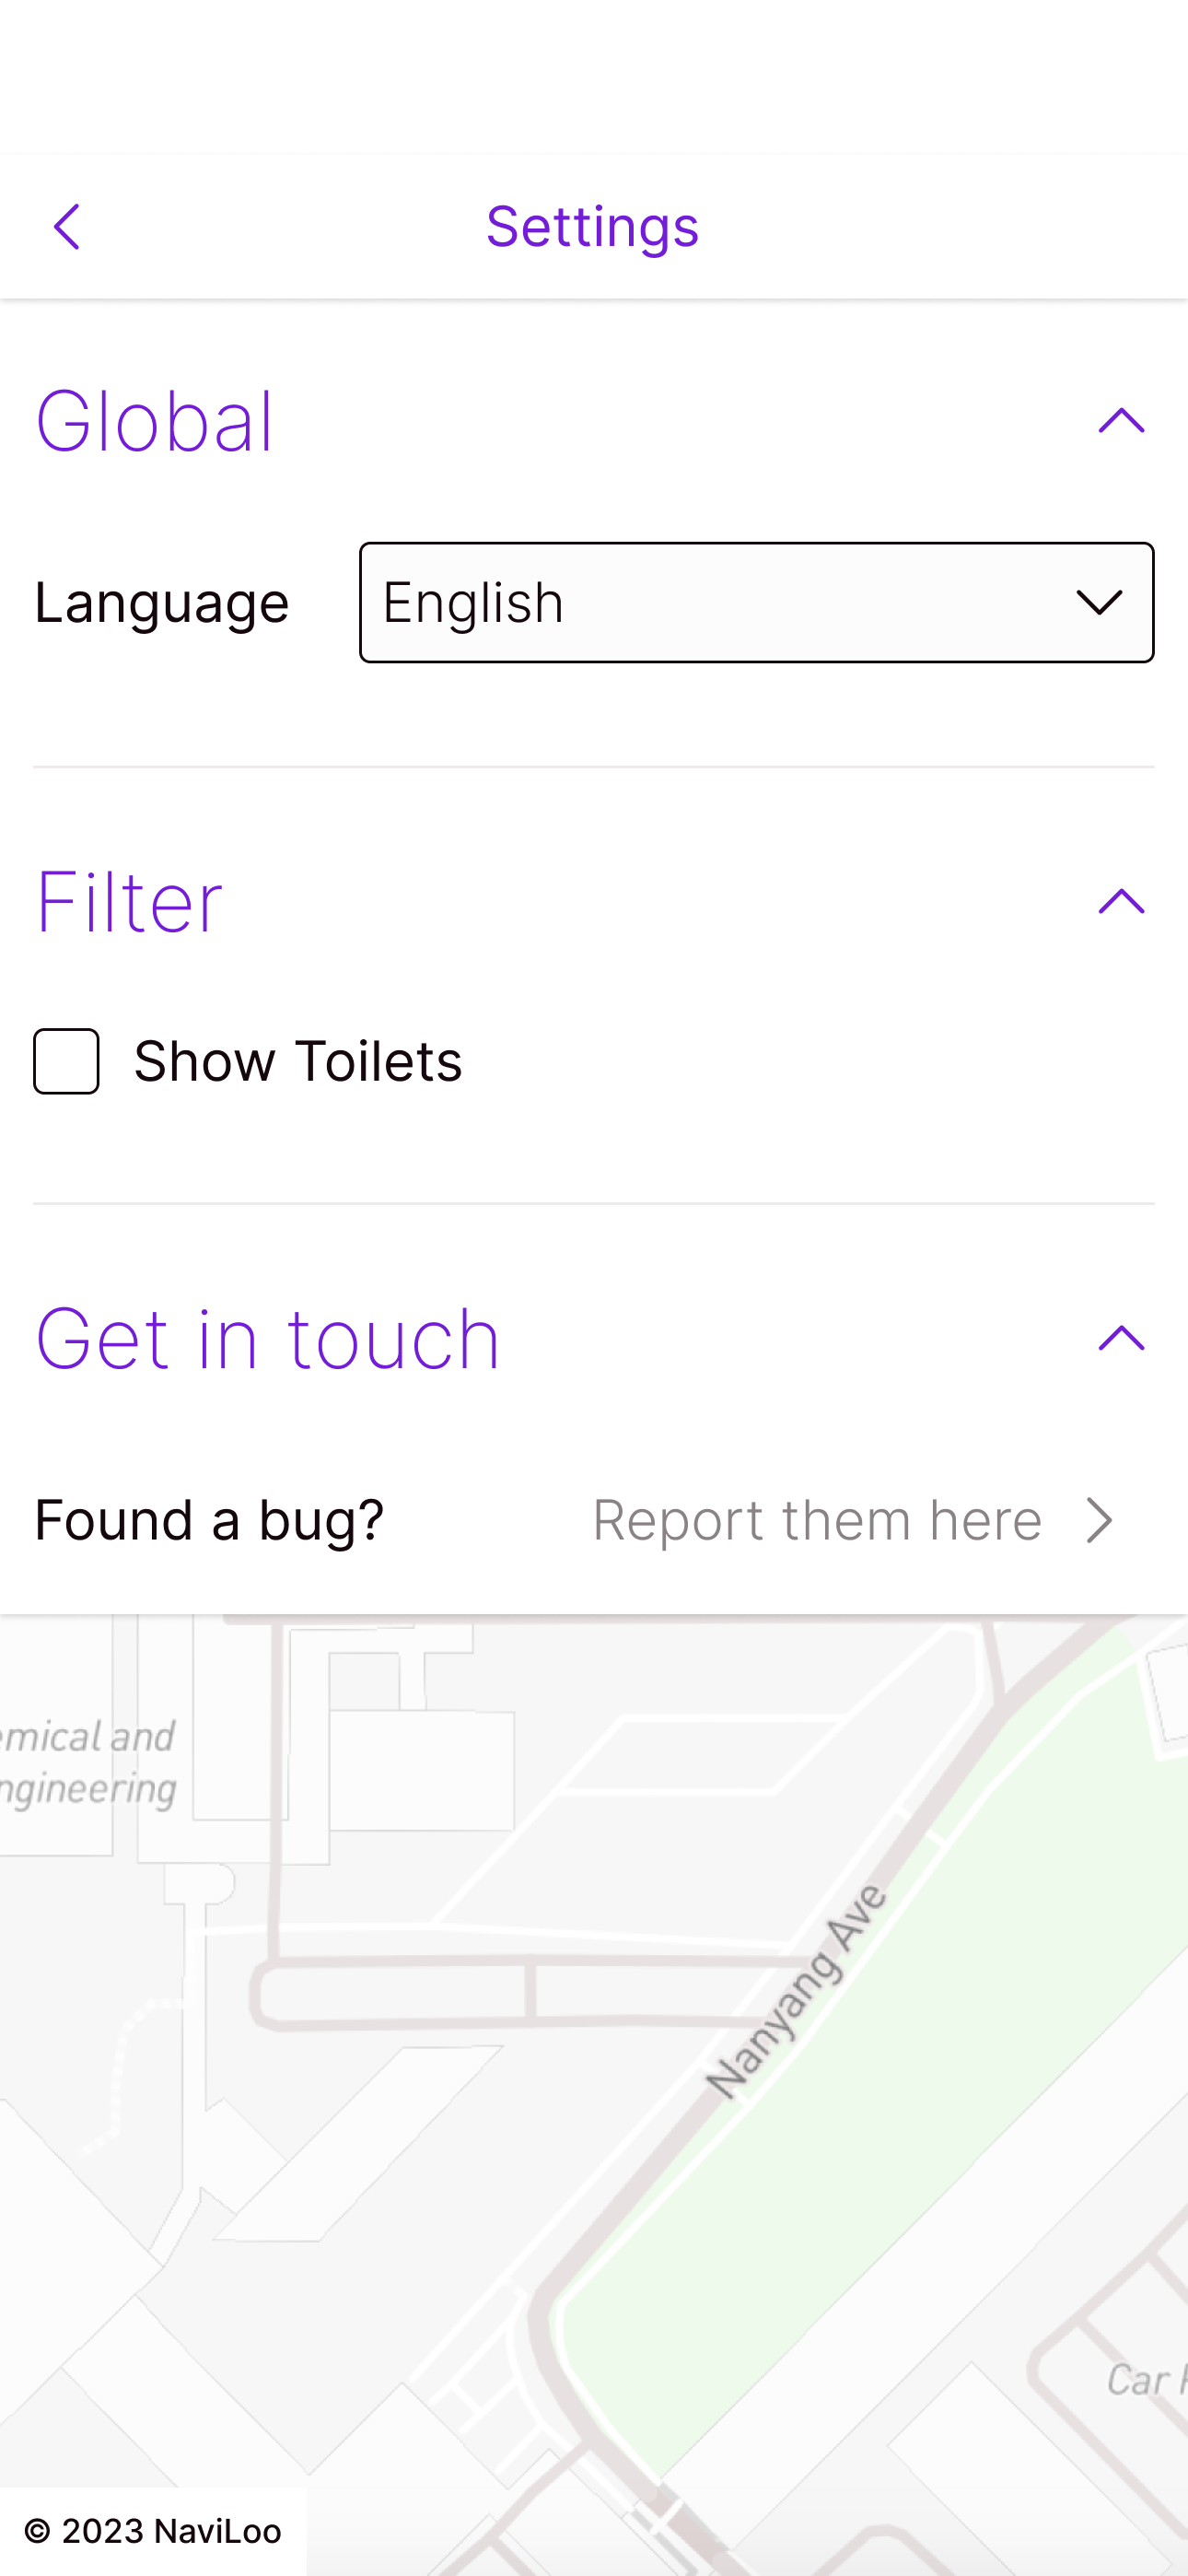 Settings
Global
Language
English
Filter
Show Toilets
Get in touch
Found a bug?
Report them here
emical and
ngineering
Nanyang Ave
Car
© 2023 NaviLoo